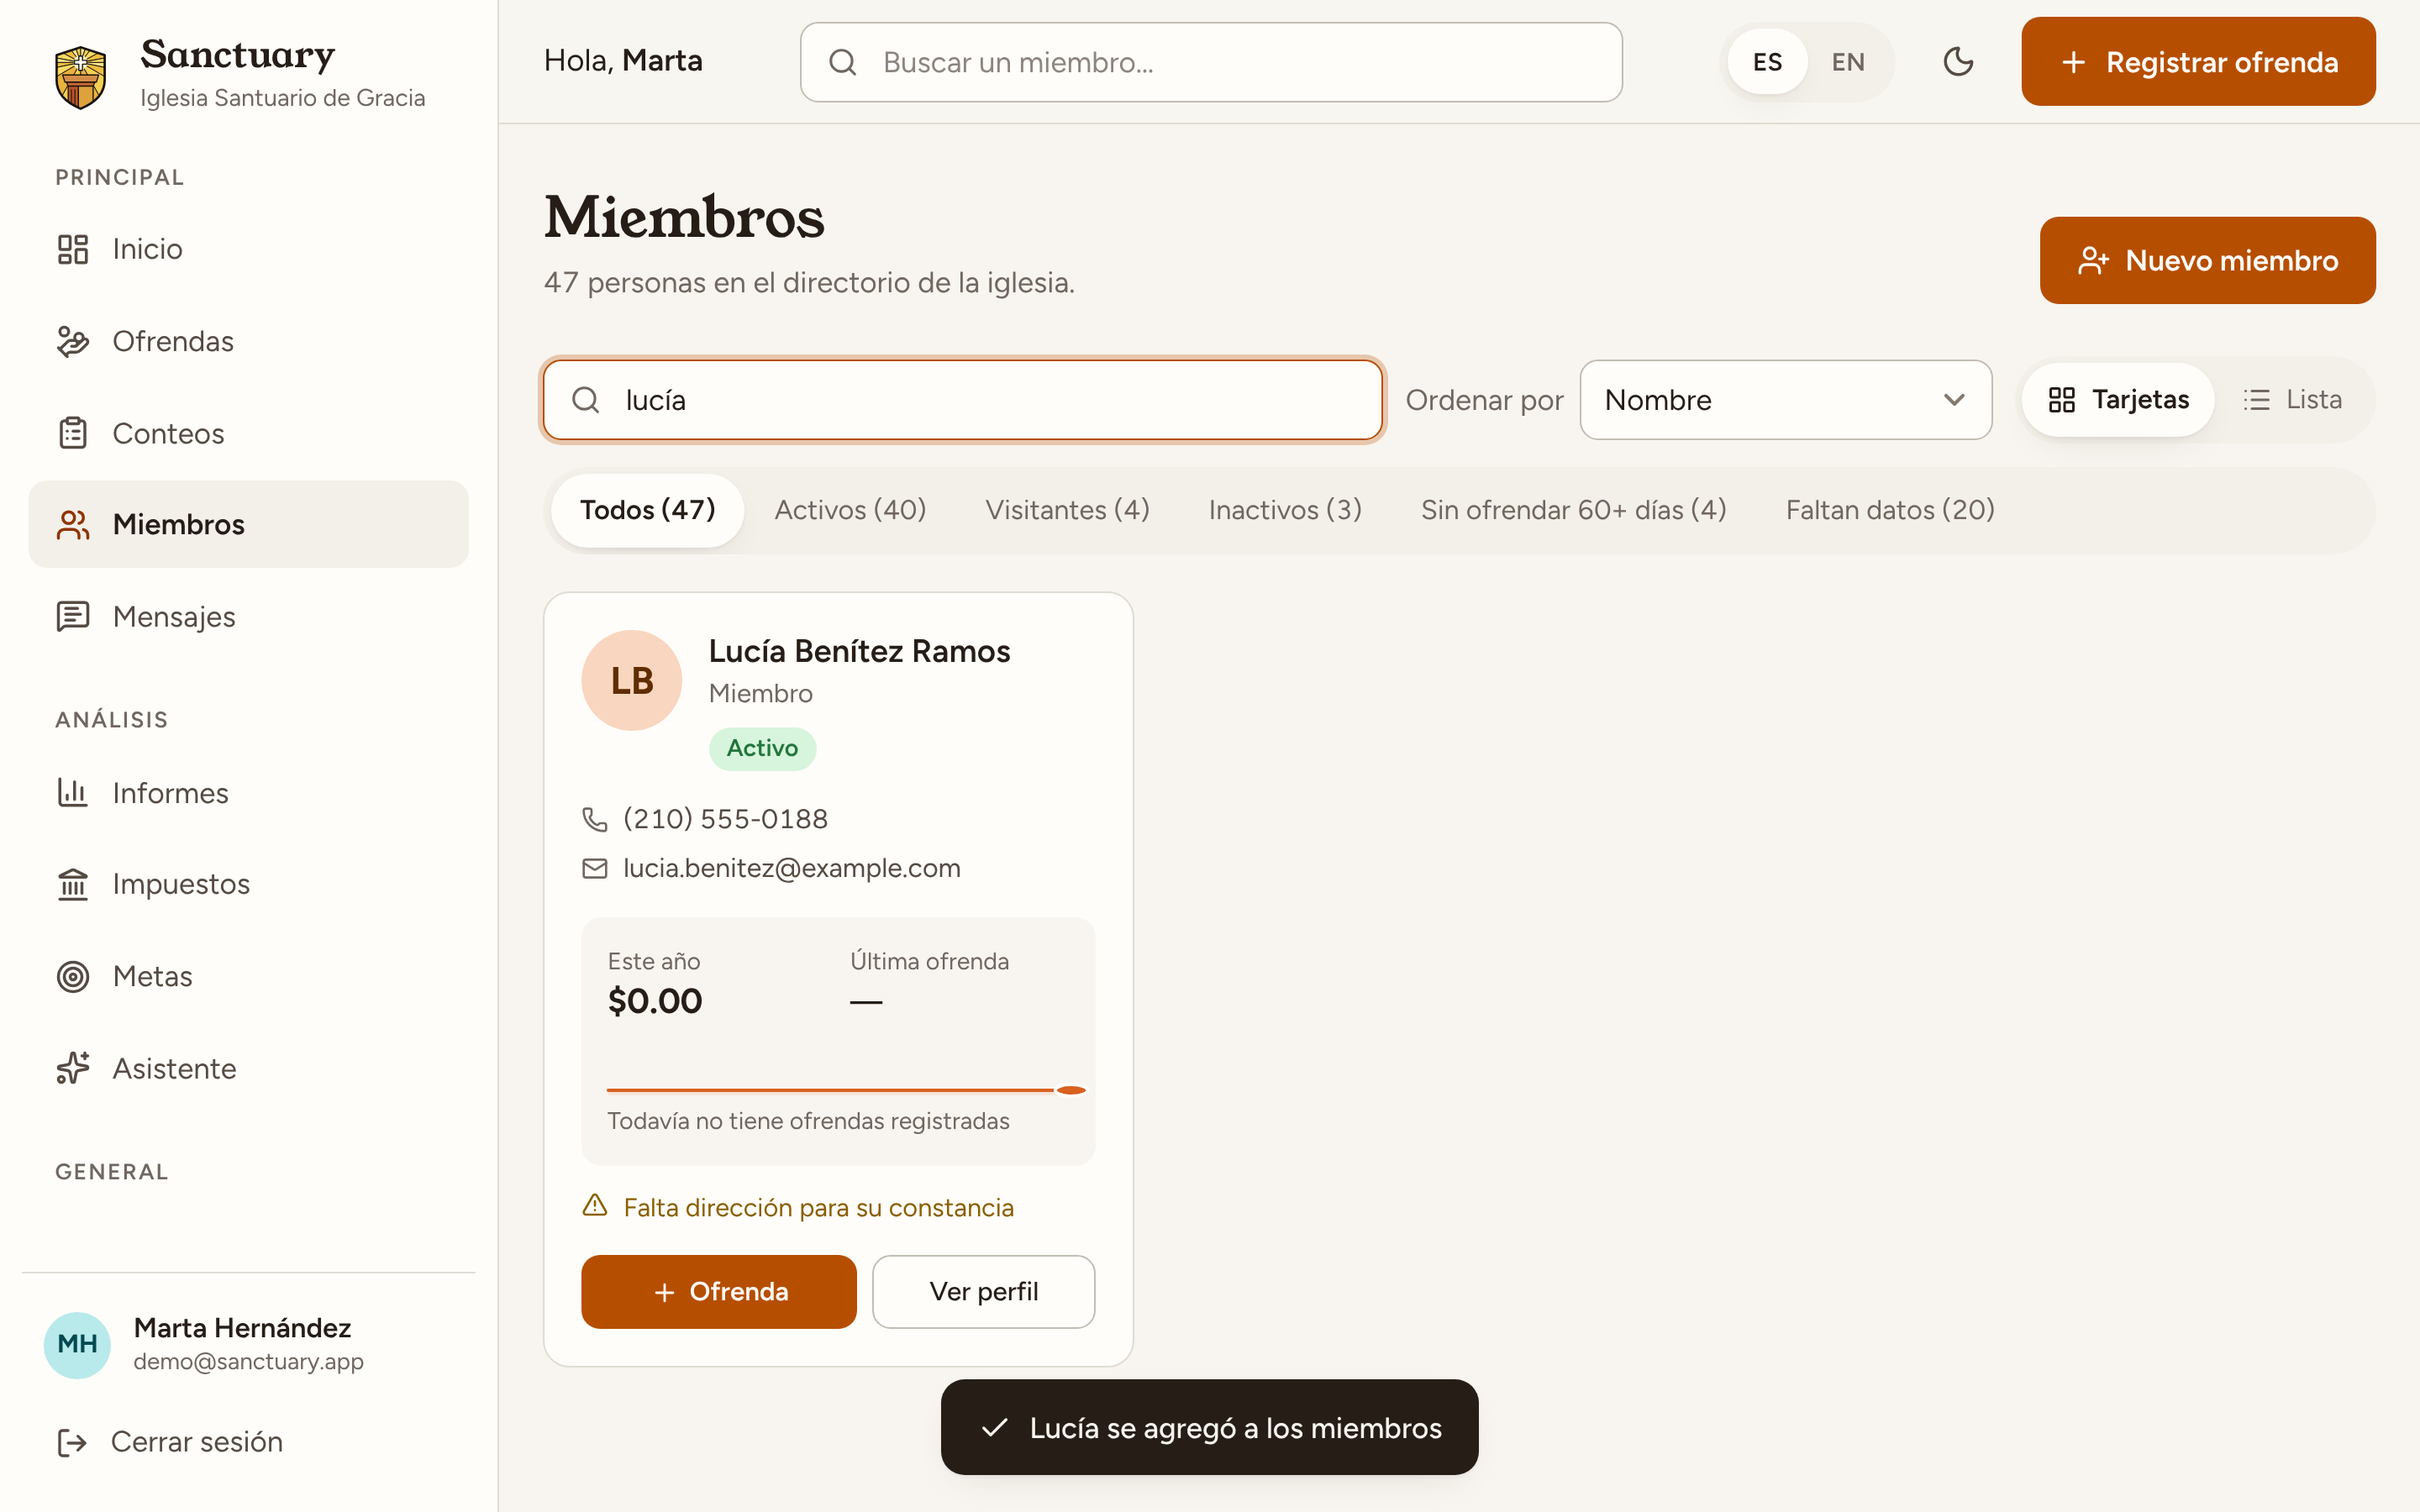 Sanctuary
Iglesia Santuario de Gracia
PRINCIPAL
Inicio
Ofrendas
Conteos
Miembros
Mensajes
ANÁLISIS
Informes
Impuestos
Metas
Asistente
GENERAL
MH
Marta Hernández
demo@sanctuary.app
Cerrar sesión
Hola, Marta
Buscar un miembro...
ES EN
Registrar ofrenda
Miembros
47 personas en el directorio de la iglesia.
Nuevo miembro
lucía
Ordenar por
Nombre
Tarjetas
Lista
Todos (47) Activos (40) Visitantes (4) Inactivos (3) Sin ofrendar 60+ días (4) Faltan datos (20)
LB
Lucía Benítez Ramos
Miembro
Activo
(210) 555-0188
lucia.benitez@example.com
Este año Última ofrenda
$0.00 —
Todavía no tiene ofrendas registradas
Falta dirección para su constancia
+ Ofrenda
Ver perfil
Lucía se agregó a los miembros